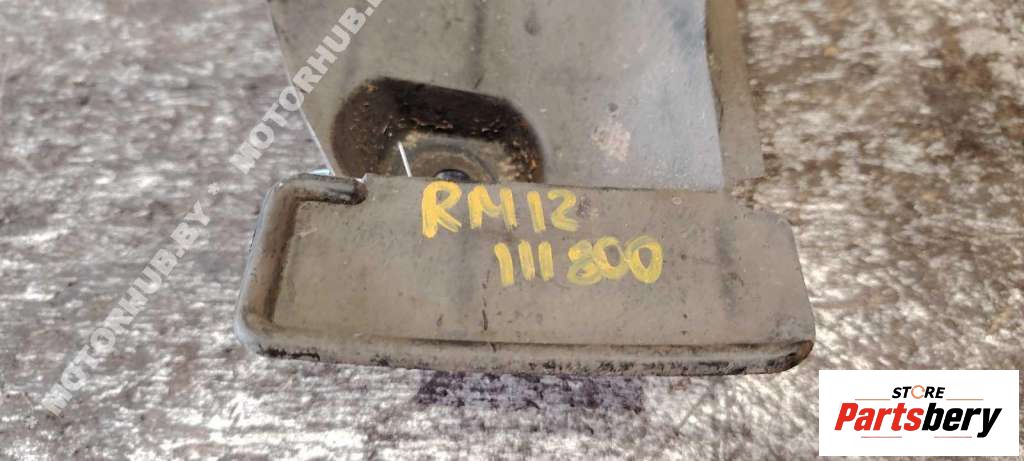 MOTORHUB.BY * MOTORHUB.BY
RM12
111800
STORE
Partsbery